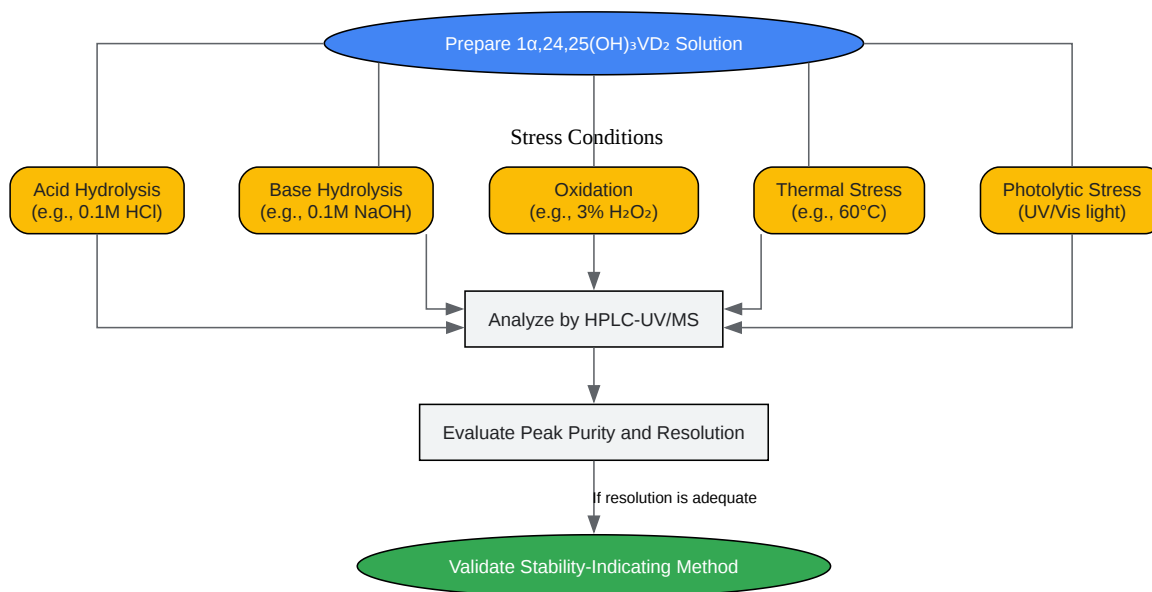 Prepare 1α,24,25(OH)₃VD₂ Solution
Stress Conditions
Acid Hydrolysis
(e.g., 0.1M HCl)
Base Hydrolysis
(e.g., 0.1M NaOH)
Oxidation
(e.g., 3% H₂O₂)
Thermal Stress
(e.g., 60°C)
Photolytic Stress
(UV/Vis light)
Analyze by HPLC-UV/MS
Evaluate Peak Purity and Resolution
If resolution is adequate
Validate Stability-Indicating Method